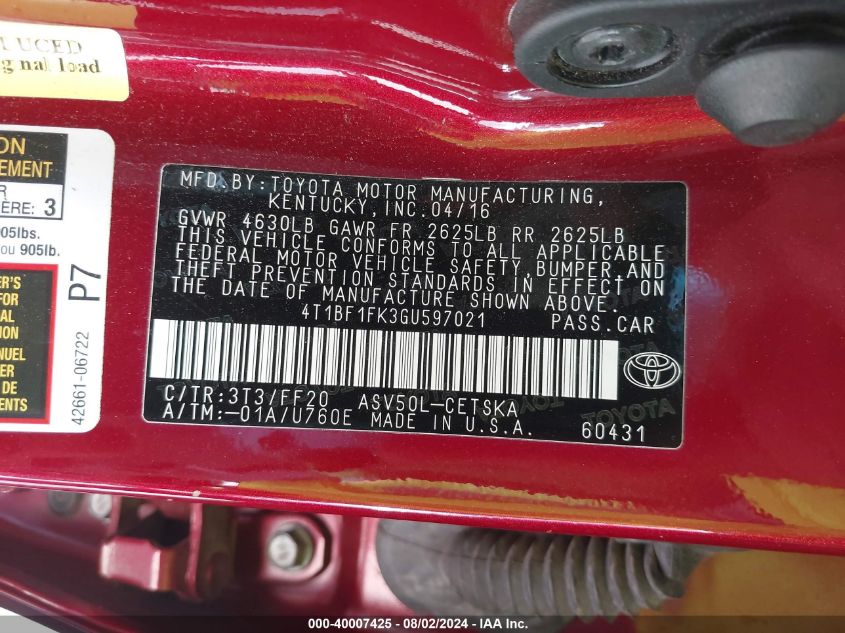 UCED
nal load
ON
EMENT
R
ÈRE: 3
905lbs.
ou 905lb.
ER'S
FOR
NAL
ION
NUEL
DE
LES
NTS
P7
42661-06722
MFD BY: TOYOTA MOTOR MANUFACTURING,
KENTUCKY, INC. 04/16
GVWR 4630LB GAWR FR 2625LB RR 2625LB
THIS VEHICLE CONFORMS TO ALL APPLICABLE
FEDERAL MOTOR VEHICLE SAFETY, BUMPER, AND
THEFT PREVENTION STANDARDS IN EFFECT ON
THE DATE OF MANUFACTURE SHOWN ABOVE.
4T1BF1FK3GU597021 PASS. CAR
C/TR: 3T3/FF20 ASV50L-CETSKA
A/TM: -01A/U760E MADE IN U.S.A. 60431
TOYOTA
000-40007425 - 08/02/2024 - IAA Inc.